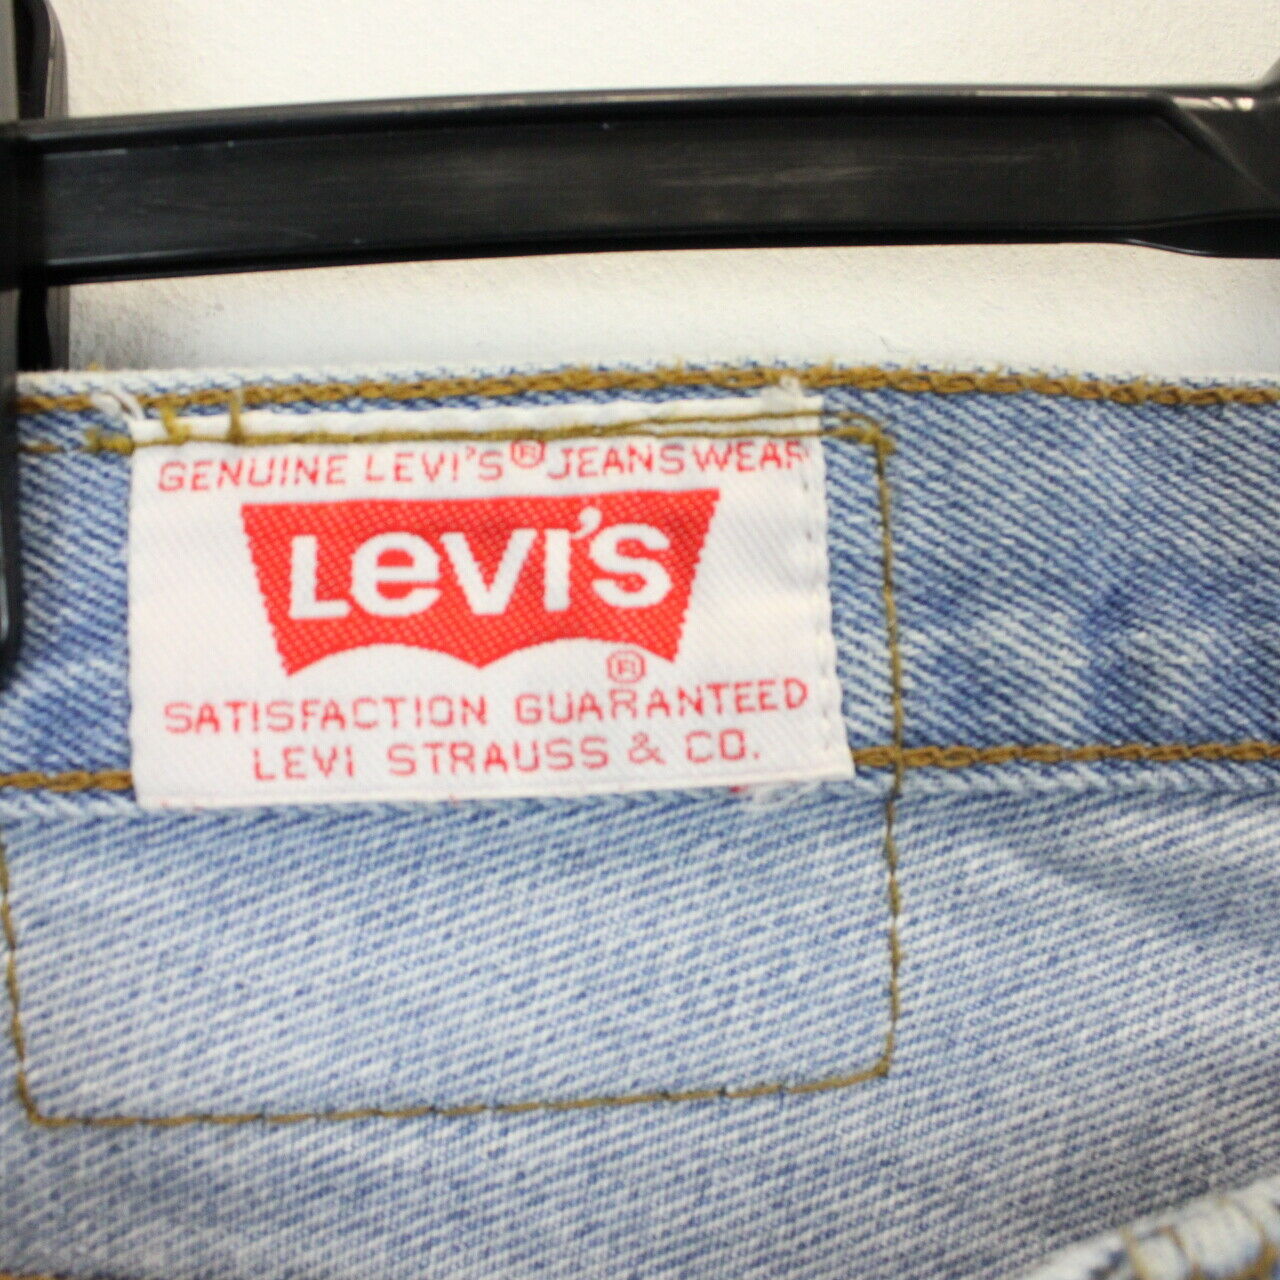 GENUINE LEVI'S® JEANSWEAR
LEVI'S
®
SATISFACTION GUARANTEED
LEVI STRAUSS & CO.